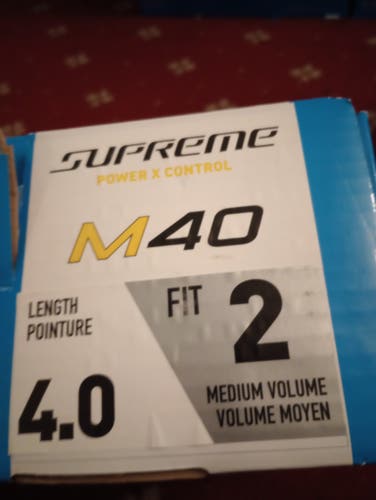 SUPREME
POWER X CONTROL
M40
LENGTH
POINTURE
4.0
FIT 2
MEDIUM VOLUME
VOLUME MOYEN